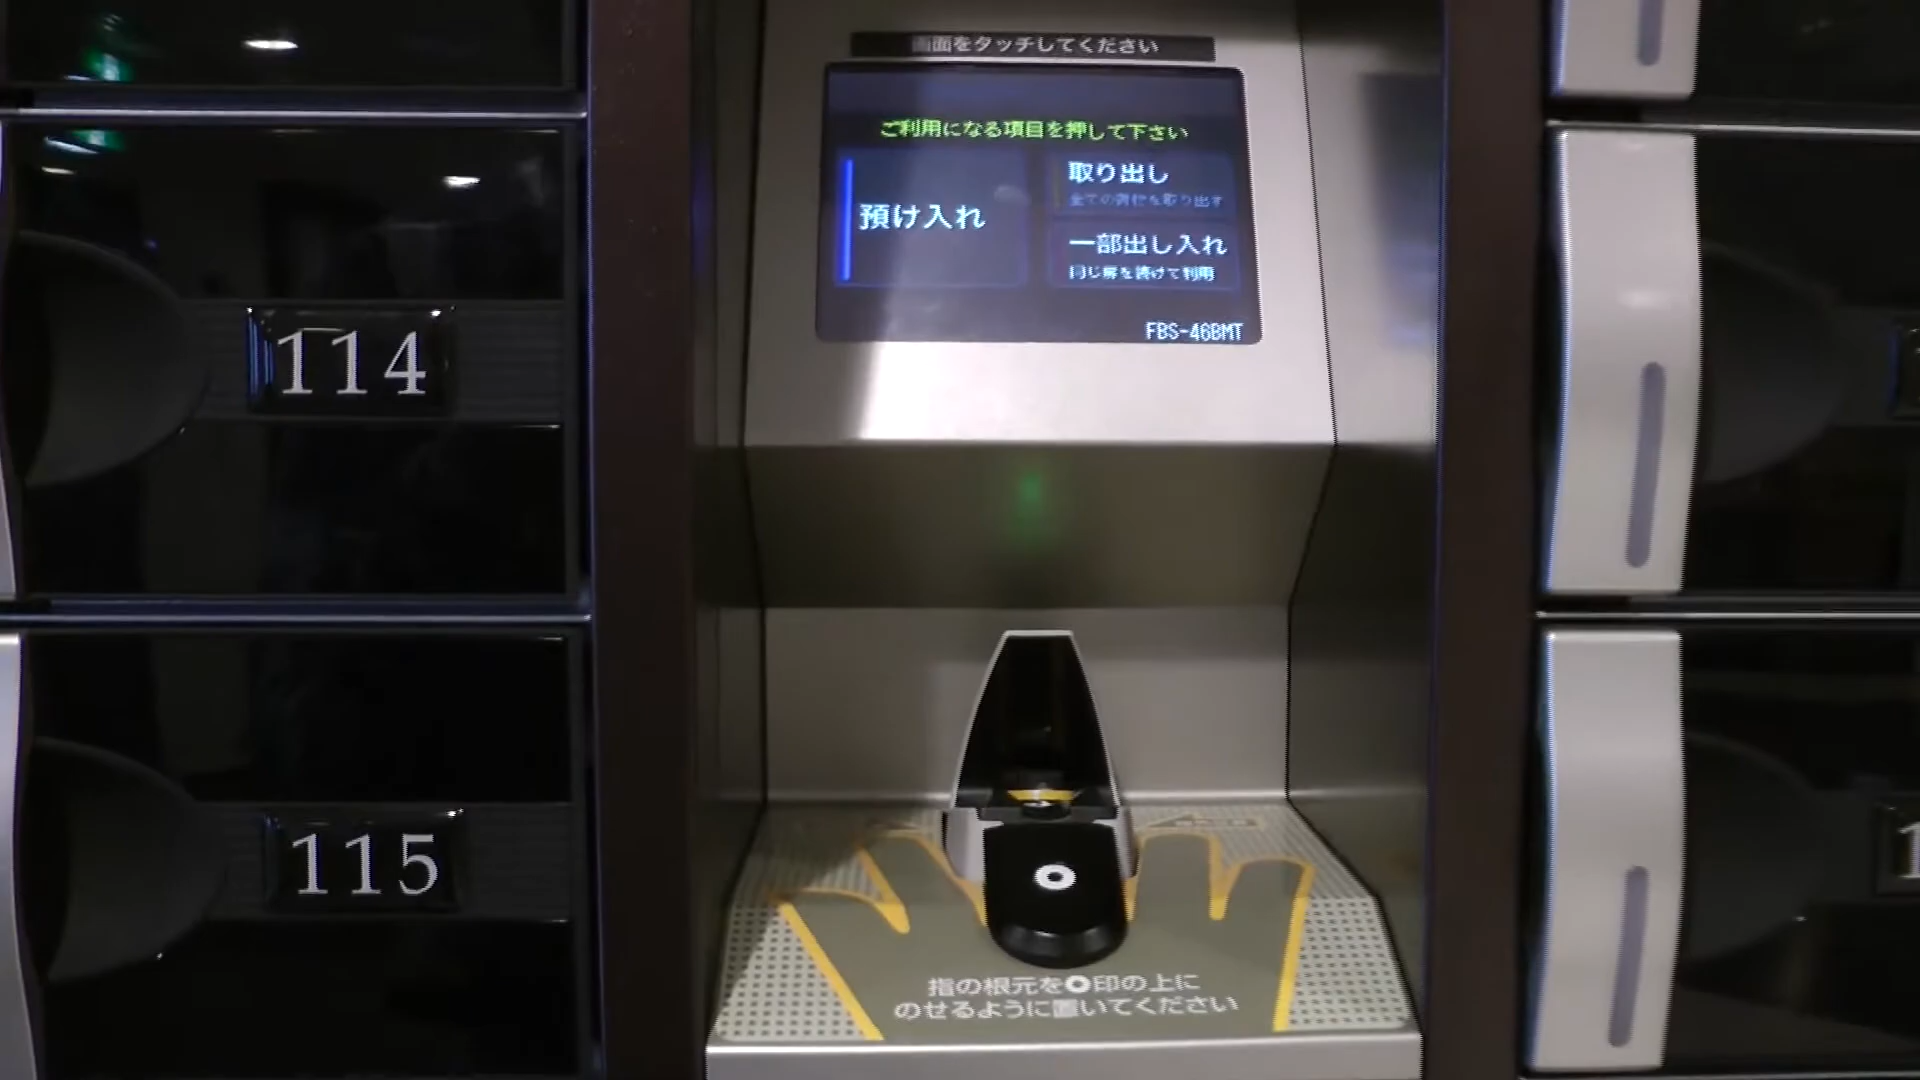 画面をタッチしてください
ご利用になる項目を押して下さい
預け入れ
取り出し
全ての荷物を取り出す
一部出し入れ
同じ扉を続けて利用
FBS-46BMT
114
115
指の根元を印の上に
のせるように置いてください